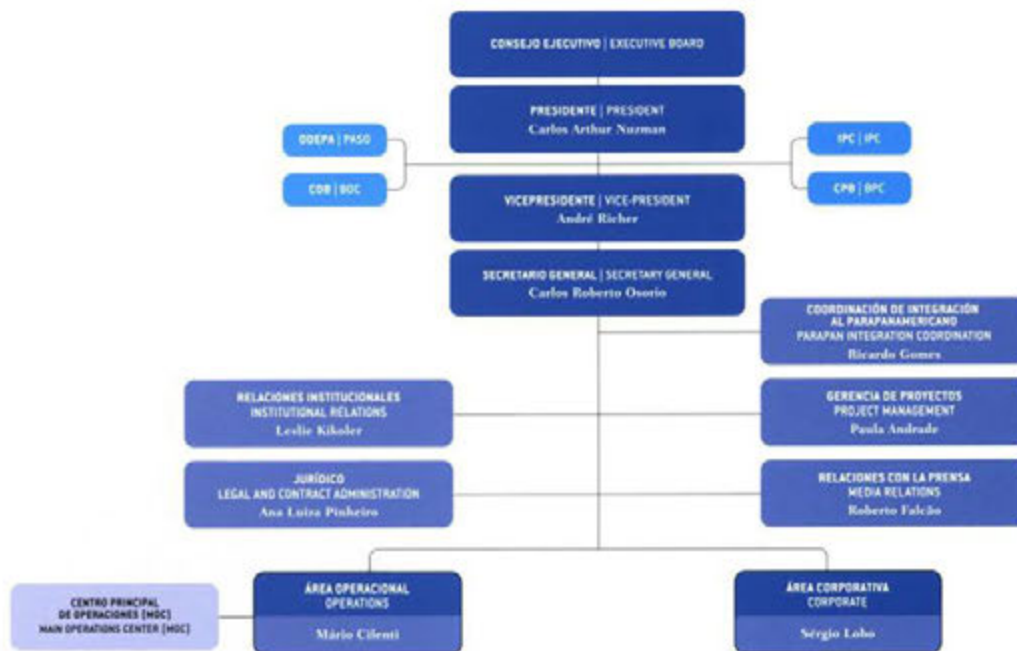 CONSEJO EJECUTIVO | EXECUTIVE BOARD
PRESIDENTE | PRESIDENT
Carlos Arthur Nuzman
ODEPA | PASO
IPC | IPC
COB | BOC
CPB | BPC
VICEPRESIDENTE | VICE-PRESIDENT
André Richer
SECRETARIO GENERAL | SECRETARY GENERAL
Carlos Roberto Osorio
COORDINACIÓN DE INTEGRACIÓN
AL PARAPANAMERICANO
PARAPAN INTEGRATION COORDINATION
Ricardo Gomes
RELACIONES INSTITUCIONALES
INSTITUTIONAL RELATIONS
Leslie Kikoler
GERENCIA DE PROYECTOS
PROJECT MANAGEMENT
Paula Andrade
JURÍDICO
LEGAL AND CONTRACT ADMINISTRATION
Ana Luiza Pinheiro
RELACIONES CON LA PRENSA
MEDIA RELATIONS
Roberto Falcão
CENTRO PRINCIPAL
DE OPERACIONES [MOC]
MAIN OPERATIONS CENTER [MOC]
ÁREA OPERACIONAL
OPERATIONS
Mário Cilenti
ÁREA CORPORATIVA
CORPORATE
Sérgio Lobo